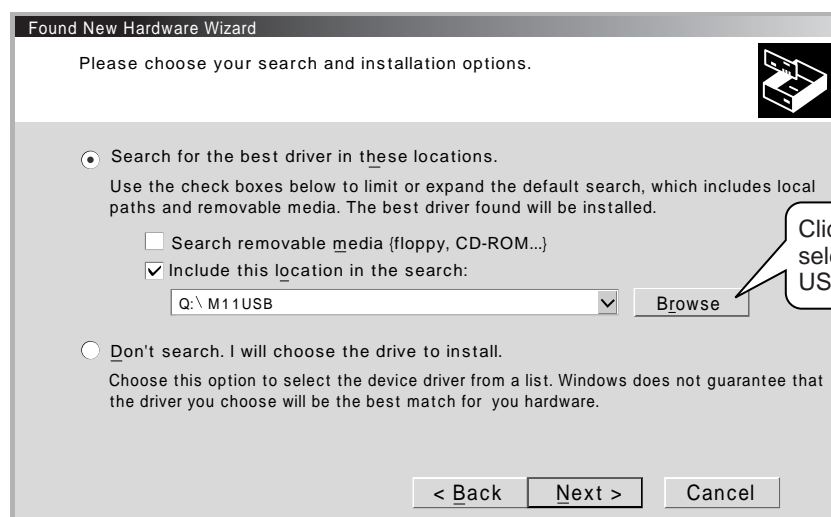 Found New Hardware Wizard
Please choose your search and installation options.
Search for the best driver in these locations.
Use the check boxes below to limit or expand the default search, which includes local
paths and removable media. The best driver found will be installed.
Search removable media {floppy, CD-ROM...}
Include this location in the search:
Q:\ M11USB
Browse
Don't search. I will choose the drive to install.
Choose this option to select the device driver from a list. Windows does not guarantee that
the driver you choose will be the best match for you hardware.
< Back
Next >
Cancel